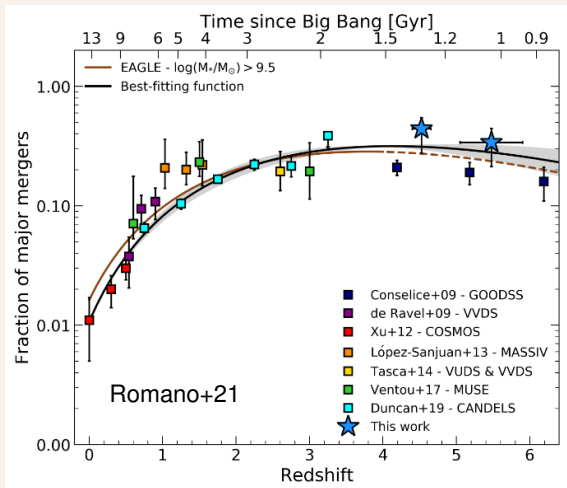 Time since Big Bang [Gyr]
13 9 6 5 4 3 2 1.5 1.2 1 0.9
EAGLE - log(M*/M⊙) > 9.5
Best-fitting function
1.00
0.10
0.01
0.00
Fraction of major mergers
Conselice+09 - GOODSS
de Ravel+09 - VVDS
Xu+12 - COSMOS
López-Sanjuan+13 - MASSIV
Tasca+14 - VUDS & VVDS
Ventou+17 - MUSE
Duncan+19 - CANDELS
This work
Romano+21
0 1 2 3 4 5 6
Redshift